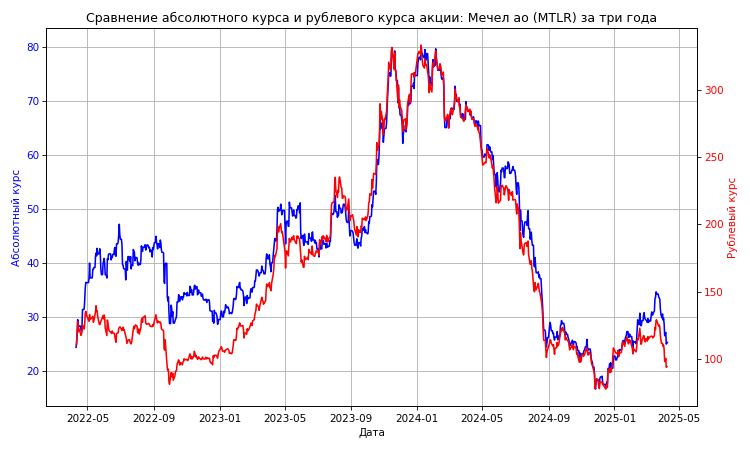 Сравнение абсолютного курса и рублевого курса акции: Мечел ао (MTLR) за три года
80
70
60
50
40
30
20
Абсолютный курс
300
250
200
150
100
Рублевый курс
2022-05 2022-09 2023-01 2023-05 2023-09 2024-01 2024-05 2024-09 2025-01 2025-05
Дата